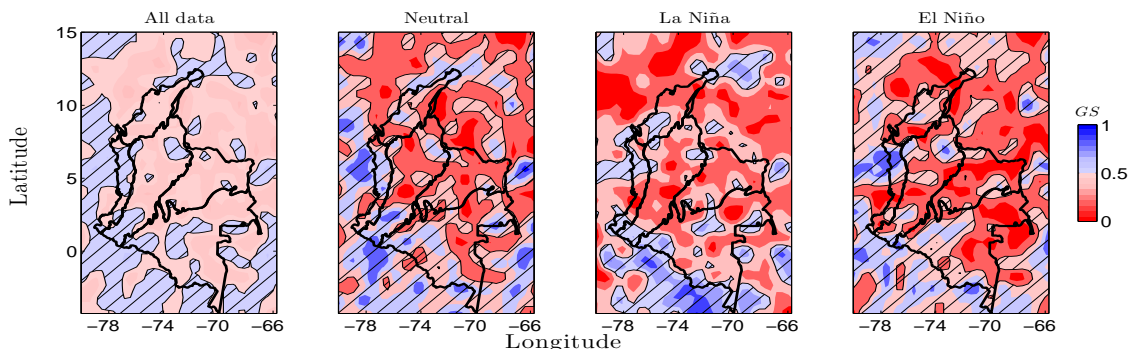 All data Neutral La Niña El Niño
15
10
5
0
Latitude
−78 −74 −70 −66 −78 −74 −70 −66 −78 −74 −70 −66 −78 −74 −70 −66
Longitude
GS
1
0.5
0